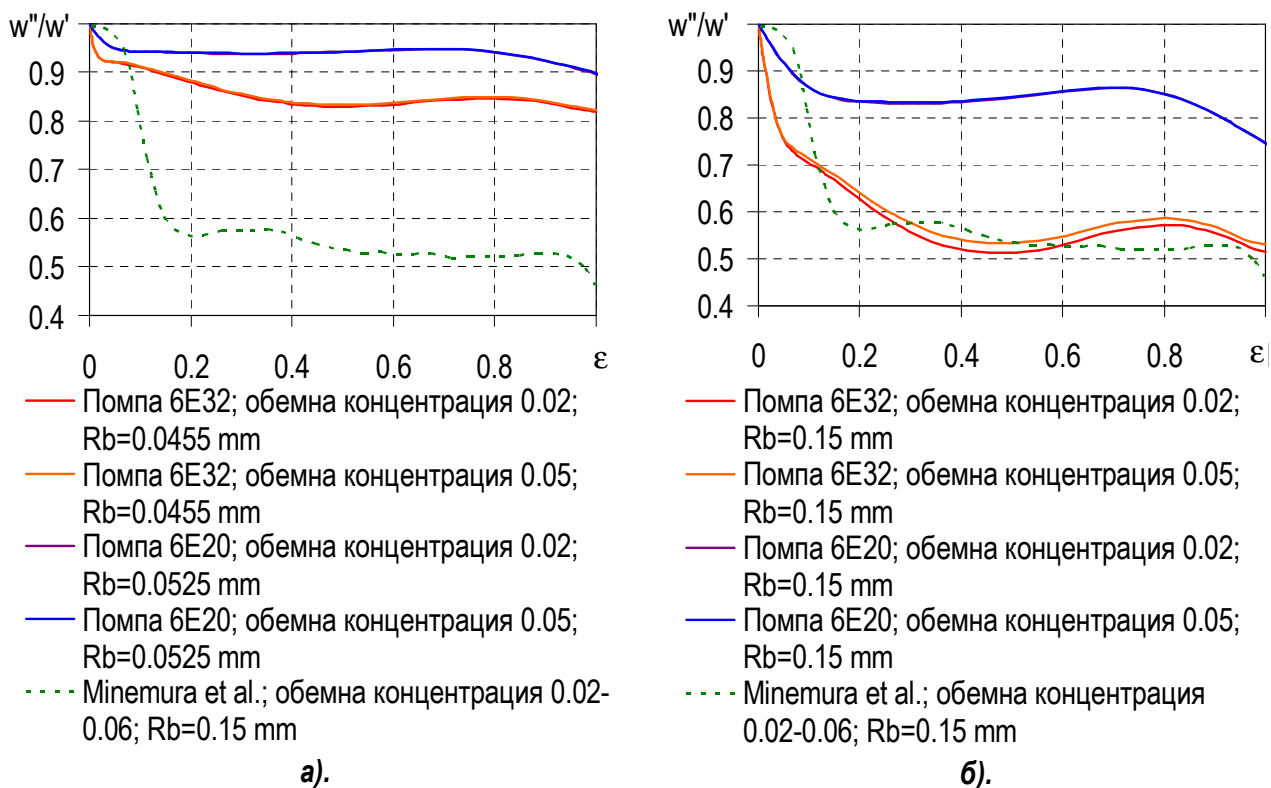 w"/w'
0.9
0.8
0.7
0.6
0.5
0.4
0 0.2 0.4 0.6 0.8 ε
Помпа 6E32; обемна концентрация 0.02;
Rb=0.0455 mm
Помпа 6E32; обемна концентрация 0.05;
Rb=0.0455 mm
Помпа 6E20; обемна концентрация 0.02;
Rb=0.0525 mm
Помпа 6E20; обемна концентрация 0.05;
Rb=0.0525 mm
Minemura et al.; обемна концентрация 0.02-
0.06; Rb=0.15 mm
а).
w"/w'
0.9
0.8
0.7
0.6
0.5
0.4
0 0.2 0.4 0.6 0.8 ε
Помпа 6E32; обемна концентрация 0.02;
Rb=0.15 mm
Помпа 6E32; обемна концентрация 0.05;
Rb=0.15 mm
Помпа 6E20; обемна концентрация 0.02;
Rb=0.15 mm
Помпа 6E20; обемна концентрация 0.05;
Rb=0.15 mm
Minemura et al.; обемна концентрация
0.02-0.06; Rb=0.15 mm
б).